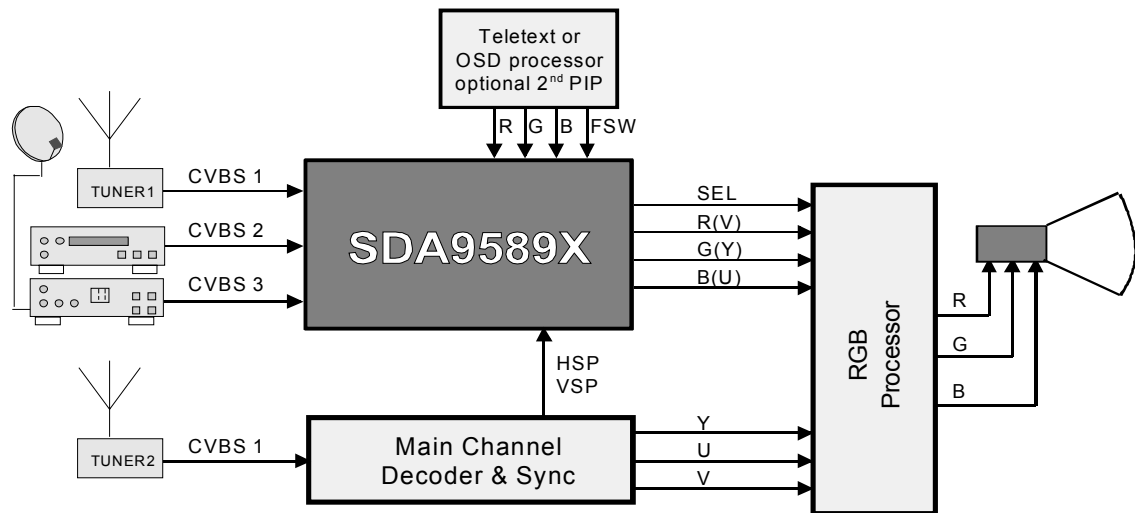 Teletext or
OSD processor
optional 2nd PIP
R G B FSW
TUNER1
CVBS 1
CVBS 2
CVBS 3
SDA9589X
SEL
R(V)
G(Y)
B(U)
HSP
VSP
TUNER2
CVBS 1
Main Channel
Decoder & Sync
Y
U
V
RGB
Processor
R
G
B